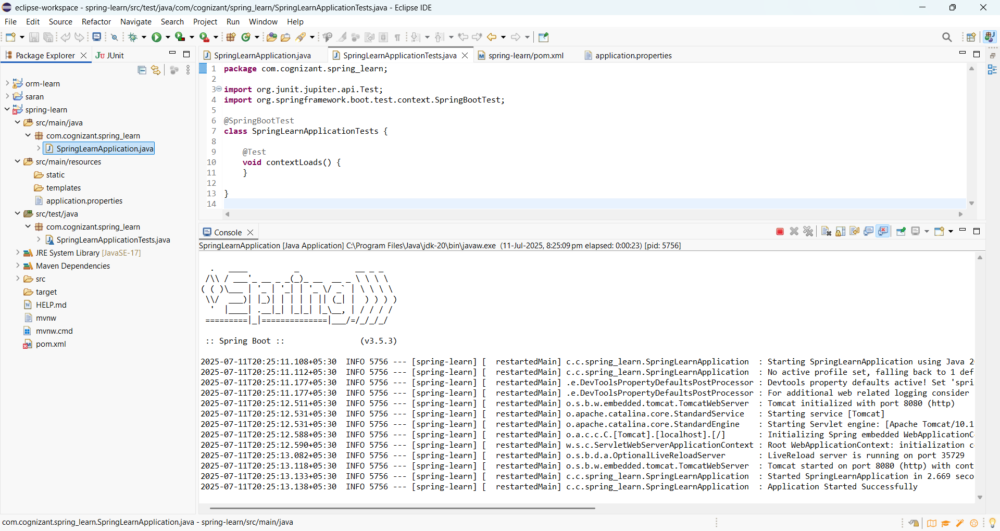 eclipse-workspace - spring-learn/src/test/java/com/cognizant/spring_learn/SpringLearnApplicationTests.java - Eclipse IDE
File Edit Source Refactor Navigate Search Project Run Window Help
Package Explorer
JUnit
orm-learn
saran
spring-learn
src/main/java
com.cognizant.spring_learn
SpringLearnApplication.java
src/main/resources
static
templates
application.properties
src/test/java
com.cognizant.spring_learn
SpringLearnApplicationTests.java
JRE System Library [JavaSE-17]
Maven Dependencies
src
target
HELP.md
mvnw
mvnw.cmd
pom.xml
SpringLearnApplication.java SpringLearnApplicationTests.java spring-learn/pom.xml application.properties
1 package com.cognizant.spring_learn;
2
3 import org.junit.jupiter.api.Test;
4 import org.springframework.boot.test.context.SpringBootTest;
5
6 @SpringBootTest
7 class SpringLearnApplicationTests {
8
9 @Test
10 void contextLoads() {
11 }
12
13 }
14
Console
SpringLearnApplication [Java Application] C:\Program Files\Java\jdk-20\bin\javaw.exe (11-Jul-2025, 8:25:09 pm elapsed: 0:00:23) [pid: 5756]
Spring
:: Spring Boot :: (v3.5.3)
2025-07-11T20:25:11.108+05:30 INFO 5756 --- [spring-learn] [ restartedMain] c.c.spring_learn.SpringLearnApplication : Starting SpringLearnApplication using Java 2
2025-07-11T20:25:11.112+05:30 INFO 5756 --- [spring-learn] [ restartedMain] c.c.spring_learn.SpringLearnApplication : No active profile set, falling back to 1 def
2025-07-11T20:25:11.177+05:30 INFO 5756 --- [spring-learn] [ restartedMain] .e.DevToolsPropertyDefaultsPostProcessor : Devtools property defaults active! Set 'spri
2025-07-11T20:25:11.177+05:30 INFO 5756 --- [spring-learn] [ restartedMain] .e.DevToolsPropertyDefaultsPostProcessor : For additional web related logging consider
2025-07-11T20:25:12.511+05:30 INFO 5756 --- [spring-learn] [ restartedMain] o.s.b.w.embedded.tomcat.TomcatWebServer : Tomcat initialized with port 8080 (http)
2025-07-11T20:25:12.531+05:30 INFO 5756 --- [spring-learn] [ restartedMain] o.apache.catalina.core.StandardService : Starting service [Tomcat]
2025-07-11T20:25:12.531+05:30 INFO 5756 --- [spring-learn] [ restartedMain] o.apache.catalina.core.StandardEngine : Starting Servlet engine: [Apache Tomcat/10.1
2025-07-11T20:25:12.588+05:30 INFO 5756 --- [spring-learn] [ restartedMain] o.a.c.c.C.[Tomcat].[localhost].[/] : Initializing Spring embedded WebApplicationC
2025-07-11T20:25:12.590+05:30 INFO 5756 --- [spring-learn] [ restartedMain] w.s.c.ServletWebServerApplicationContext : Root WebApplicationContext: initialization c
2025-07-11T20:25:13.082+05:30 INFO 5756 --- [spring-learn] [ restartedMain] o.s.b.d.a.OptionalLiveReloadServer : LiveReload server is running on port 35729
2025-07-11T20:25:13.118+05:30 INFO 5756 --- [spring-learn] [ restartedMain] o.s.b.w.embedded.tomcat.TomcatWebServer : Tomcat started on port 8080 (http) with cont
2025-07-11T20:25:13.133+05:30 INFO 5756 --- [spring-learn] [ restartedMain] c.c.spring_learn.SpringLearnApplication : Started SpringLearnApplication in 2.669 seco
2025-07-11T20:25:13.138+05:30 INFO 5756 --- [spring-learn] [ restartedMain] c.c.spring_learn.SpringLearnApplication : Application Started Successfully
com.cognizant.spring_learn.SpringLearnApplication.java - spring-learn/src/main/java